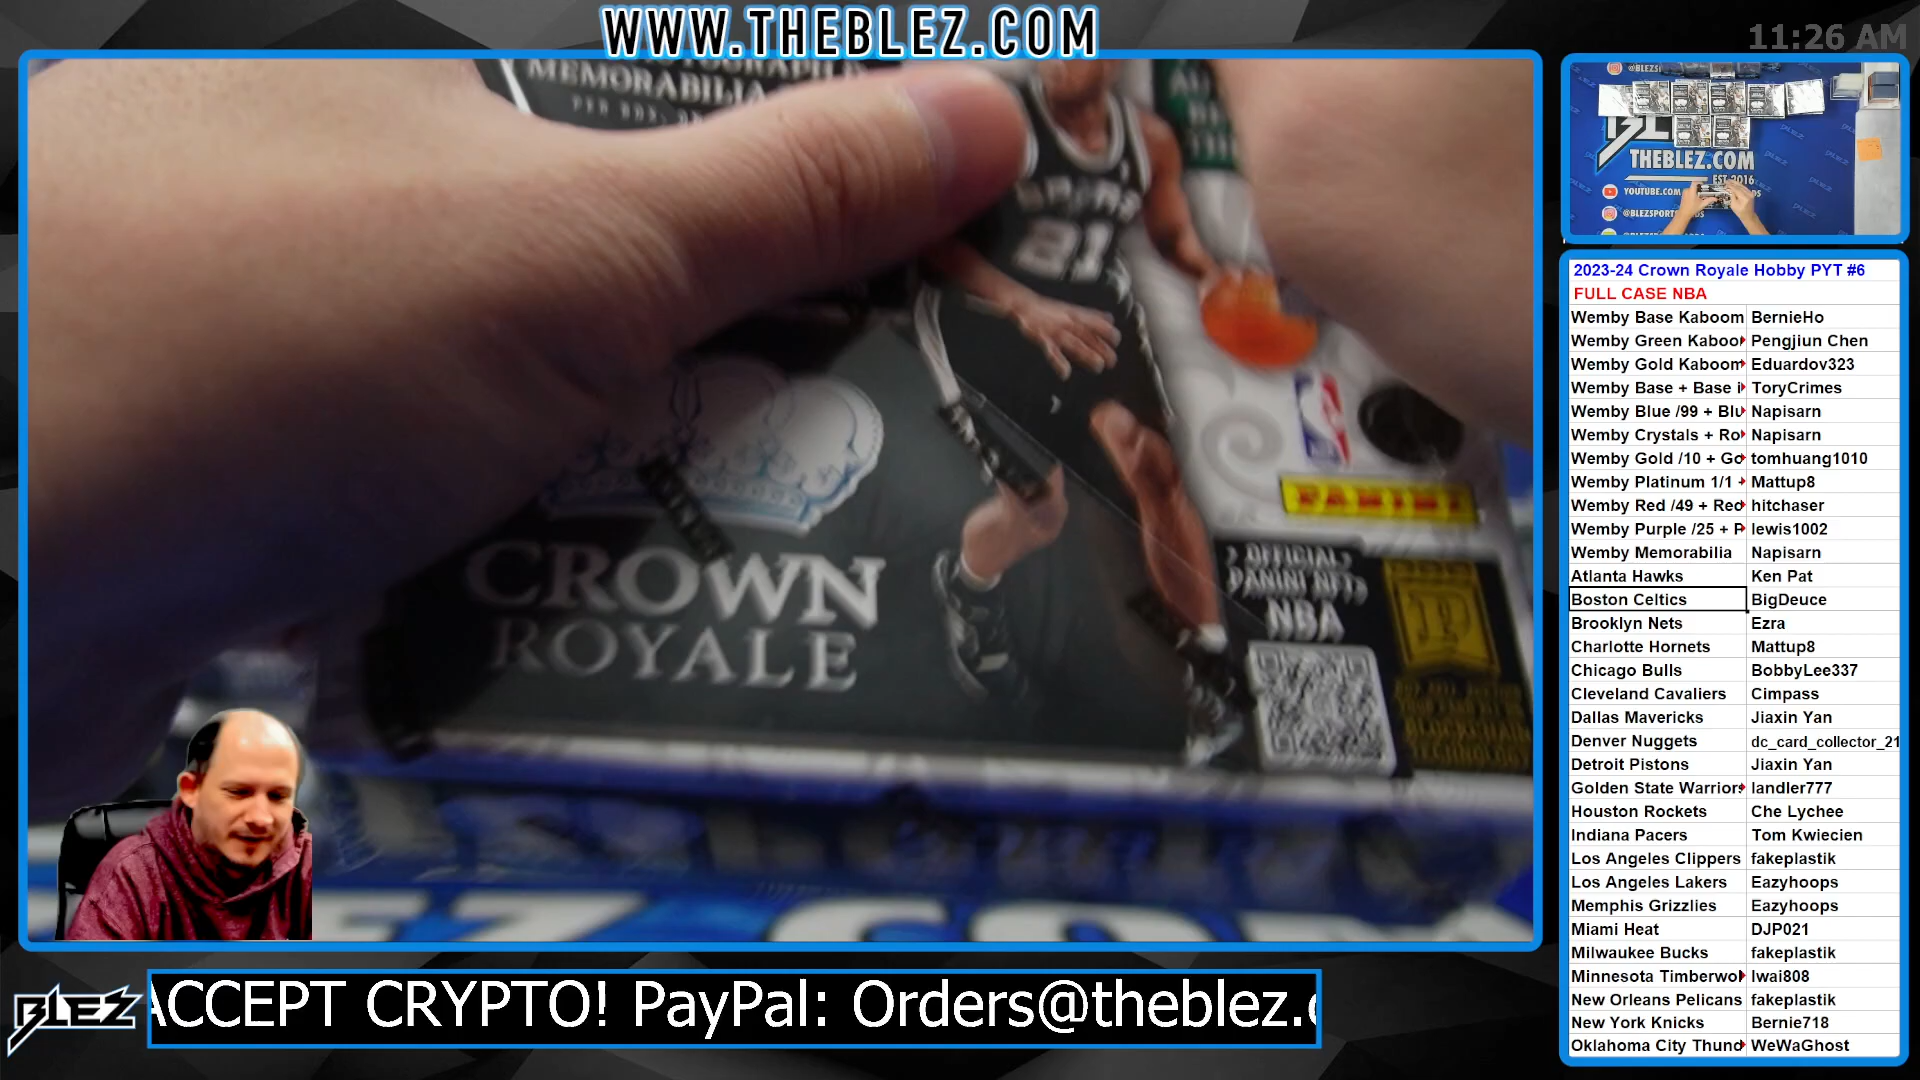 WWW.THEBLEZ.COM
11:26 AM
MEMORABILIA
21
CROWN
ROYALE
NBA
PANINI
OFFICIAL
PANINI NFTs
NBA
ACCEPT CRYPTO! PayPal: Orders@theblez.c
BLEZ
@BLEZS
THEBLEZ.COM
EST 2016
YOUTUBE.COM
@BLEZSPORT
2023-24 Crown Royale Hobby PYT #6
FULL CASE NBA
Wemby Base Kaboom BernieHo
Wemby Green Kaboo Pengjiun Chen
Wemby Gold Kaboom Eduardov323
Wemby Base + Base i ToryCrimes
Wemby Blue /99 + Blu Napisarn
Wemby Crystals + Ro Napisarn
Wemby Gold /10 + Go tomhuang1010
Wemby Platinum 1/1 + Mattup8
Wemby Red /49 + Red hitchaser
Wemby Purple /25 + P lewis1002
Wemby Memorabilia Napisarn
Atlanta Hawks Ken Pat
Boston Celtics BigDeuce
Brooklyn Nets Ezra
Charlotte Hornets Mattup8
Chicago Bulls BobbyLee337
Cleveland Cavaliers Cimpass
Dallas Mavericks Jiaxin Yan
Denver Nuggets dc_card_collector_21
Detroit Pistons Jiaxin Yan
Golden State Warriors landler777
Houston Rockets Che Lychee
Indiana Pacers Tom Kwiecien
Los Angeles Clippers fakeplastik
Los Angeles Lakers Eazyhoops
Memphis Grizzlies Eazyhoops
Miami Heat DJP021
Milwaukee Bucks fakeplastik
Minnesota Timberwol lwai808
New Orleans Pelicans fakeplastik
New York Knicks Bernie718
Oklahoma City Thund WeWaGhost